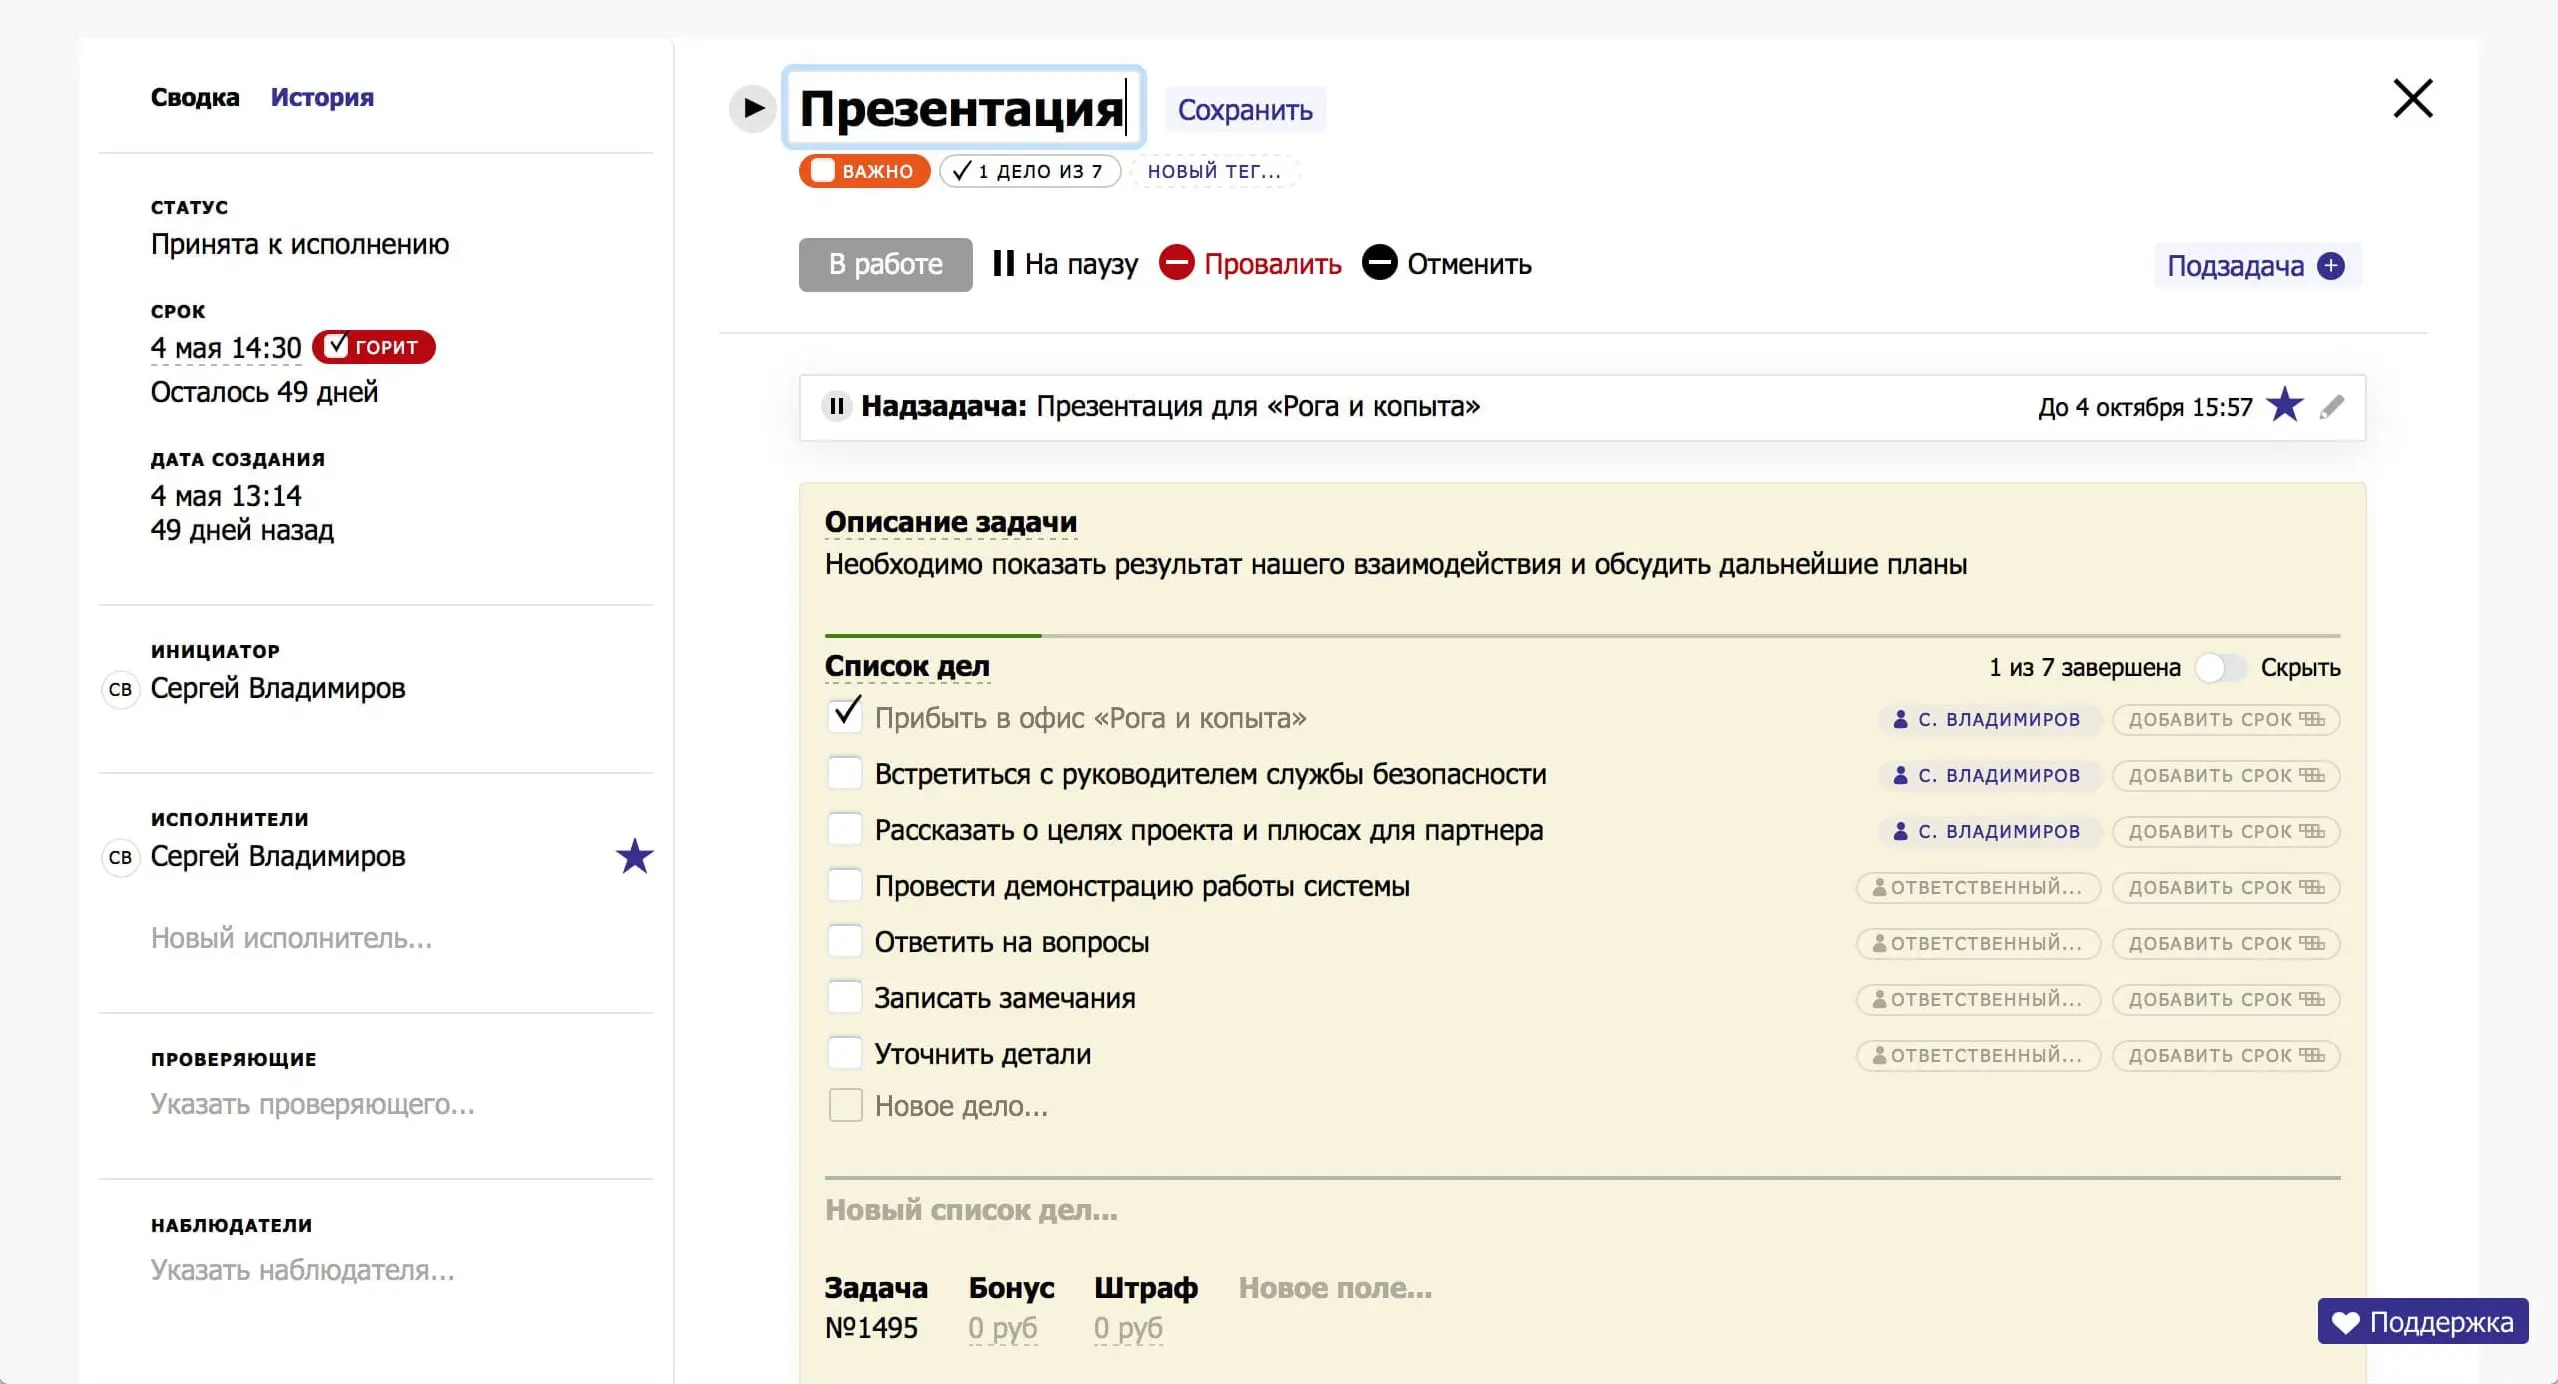 Сводка История
СТАТУС
Принята к исполнению
СРОК
4 мая 14:30 ГОРИТ
Осталось 49 дней
ДАТА СОЗДАНИЯ
4 мая 13:14
49 дней назад
ИНИЦИАТОР
СВ Сергей Владимиров
ИСПОЛНИТЕЛИ
СВ Сергей Владимиров
Новый исполнитель...
ПРОВЕРЯЮЩИЕ
Указать проверяющего...
НАБЛЮДАТЕЛИ
Указать наблюдателя...
Презентация Сохранить
ВАЖНО 1 ДЕЛО ИЗ 7 НОВЫЙ ТЕГ...
В работе На паузу Провалить Отменить Подзадача
Надзадача: Презентация для «Рога и копыта» До 4 октября 15:57
Описание задачи
Необходимо показать результат нашего взаимодействия и обсудить дальнейшие планы
Список дел 1 из 7 завершена Скрыть
Прибыть в офис «Рога и копыта» С. ВЛАДИМИРОВ ДОБАВИТЬ СРОК
Встретиться с руководителем службы безопасности С. ВЛАДИМИРОВ ДОБАВИТЬ СРОК
Рассказать о целях проекта и плюсах для партнера С. ВЛАДИМИРОВ ДОБАВИТЬ СРОК
Провести демонстрацию работы системы ОТВЕТСТВЕННЫЙ... ДОБАВИТЬ СРОК
Ответить на вопросы ОТВЕТСТВЕННЫЙ... ДОБАВИТЬ СРОК
Записать замечания ОТВЕТСТВЕННЫЙ... ДОБАВИТЬ СРОК
Уточнить детали ОТВЕТСТВЕННЫЙ... ДОБАВИТЬ СРОК
Новое дело...
Новый список дел...
Задача Бонус Штраф Новое поле...
№1495 0 руб 0 руб
Поддержка